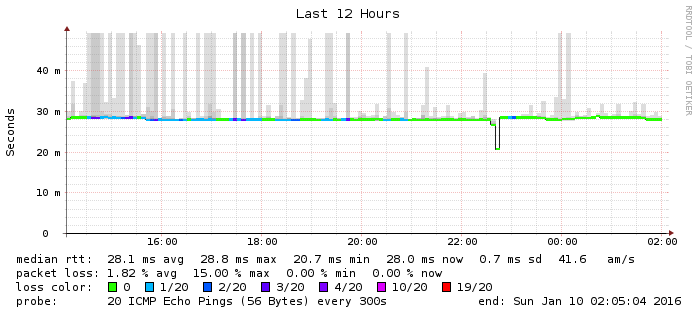 Last 12 Hours
RRDTOOL / TOBI OETIKER
Seconds
40 m
30 m
20 m
10 m
0
16:00 18:00 20:00 22:00 00:00 02:00
median rtt: 28.1 ms avg 28.8 ms max 20.7 ms min 28.0 ms now 0.7 ms sd 41.6 am/s
packet loss: 1.82 % avg 15.00 % max 0.00 % min 0.00 % now
loss color: 0 1/20 2/20 3/20 4/20 10/20 19/20
probe: 20 ICMP Echo Pings (56 Bytes) every 300s end: Sun Jan 10 02:05:04 2016